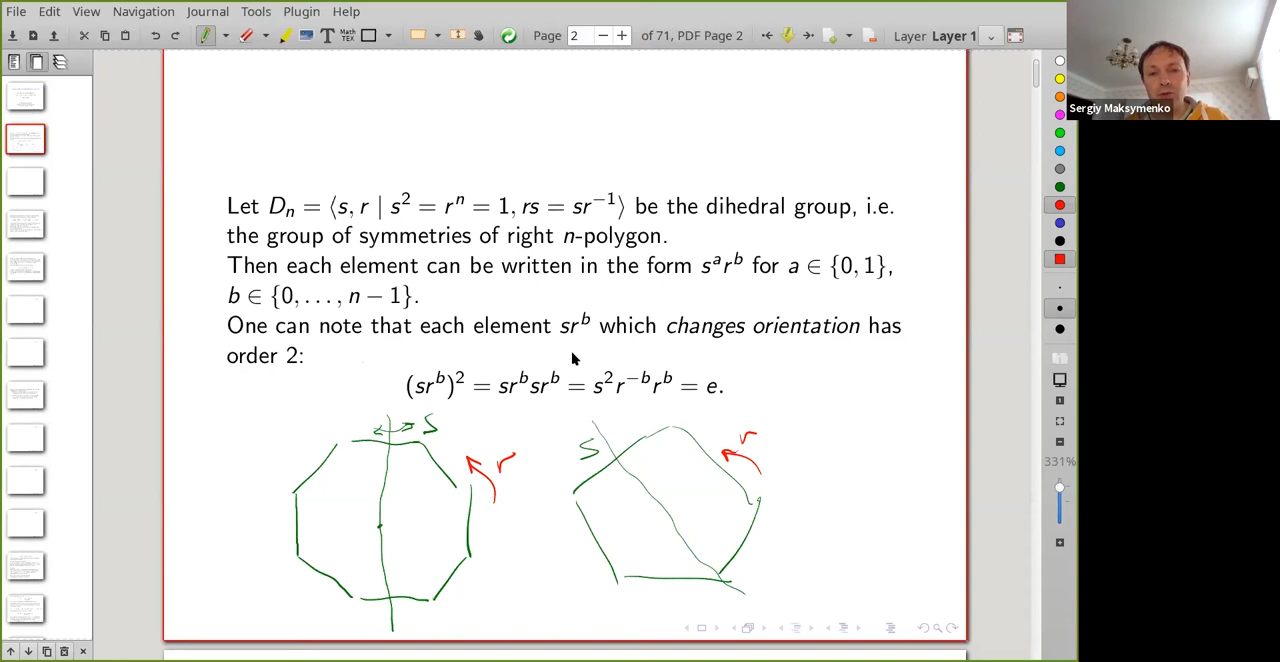 File Edit View Navigation Journal Tools Plugin Help
Page 2 of 71, PDF Page 2 Layer Layer 1
Sergiy Maksymenko
Let Dₙ = ⟨s, r | s² = rⁿ = 1, rs = sr⁻¹⟩ be the dihedral group, i.e.
the group of symmetries of right n-polygon.
Then each element can be written in the form sᵃrᵇ for a ∈ {0, 1},
b ∈ {0, . . . , n − 1}.
One can note that each element srᵇ which changes orientation has
order 2:
(srᵇ)² = srᵇsrᵇ = s²r⁻ᵇrᵇ = e.
S
r
S
r
331%